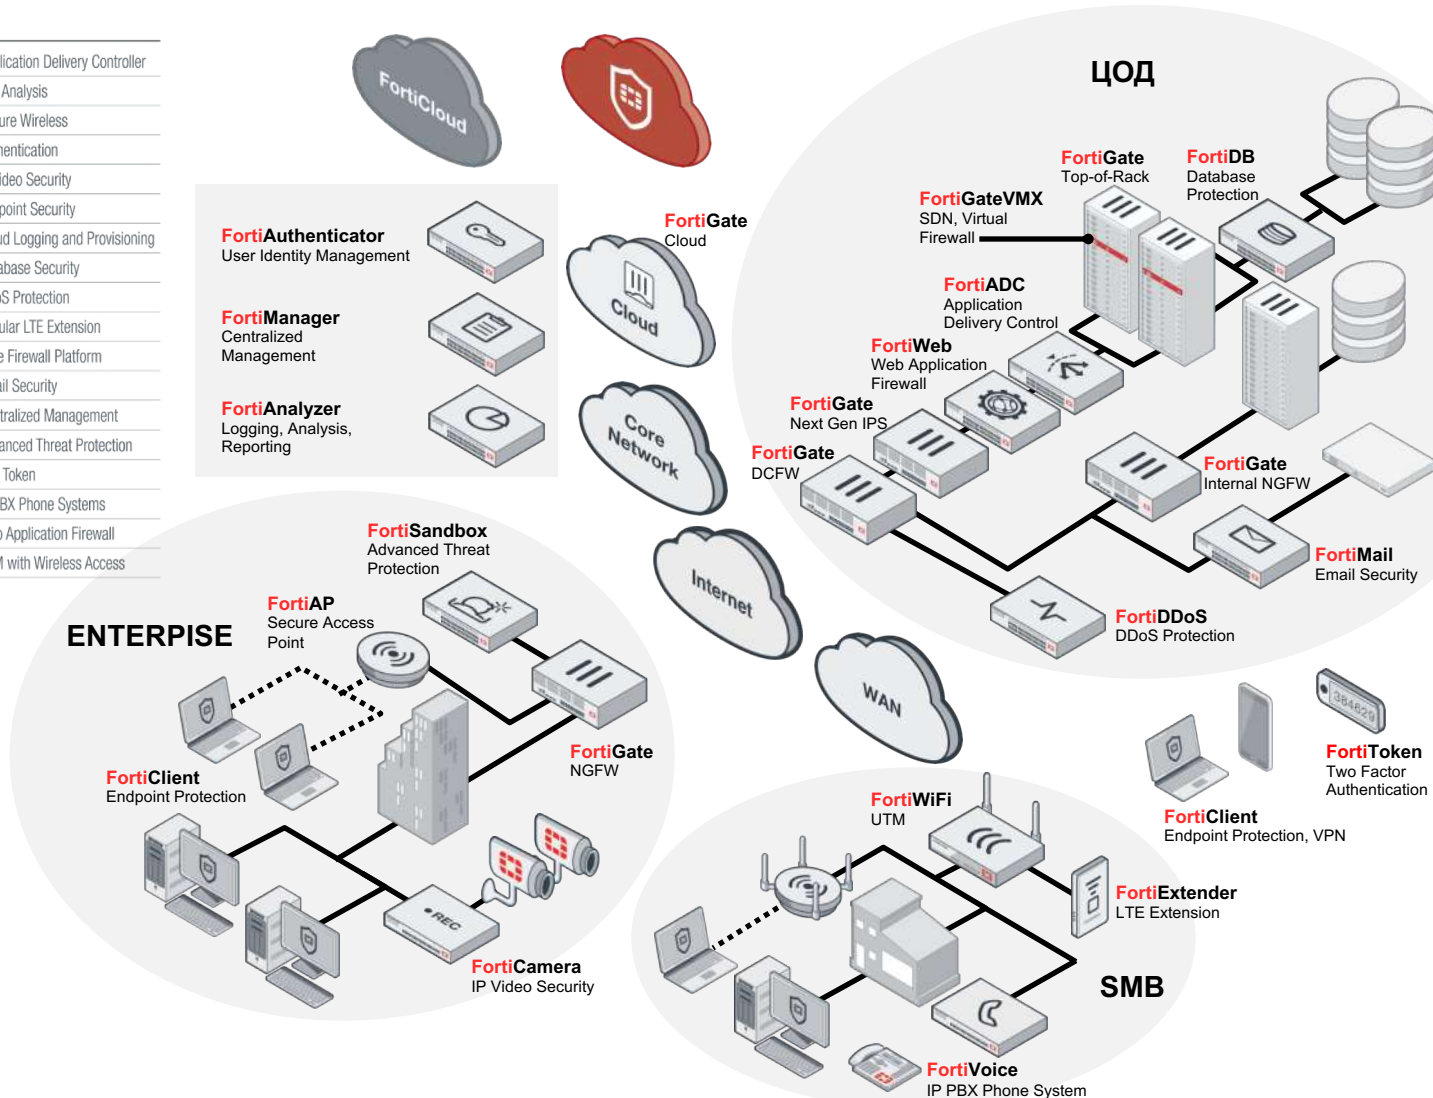 lication Delivery Controller
Analysis
ure Wireless
hentication
ideo Security
point Security
ud Logging and Provisioning
abase Security
oS Protection
ular LTE Extension
e Firewall Platform
ail Security
tralized Management
anced Threat Protection
Token
BX Phone Systems
o Application Firewall
M with Wireless Access
FortiCloud
FortiAuthenticator
User Identity Management
FortiManager
Centralized
Management
FortiAnalyzer
Logging, Analysis,
Reporting
FortiGate
Cloud
Cloud
Core
Network
Internet
WAN
ЦОД
FortiGate
Top-of-Rack
FortiDB
Database
Protection
FortiGateVMX
SDN, Virtual
Firewall
FortiADC
Application
Delivery Control
FortiWeb
Web Application
Firewall
FortiGate
Next Gen IPS
FortiGate
DCFW
FortiGate
Internal NGFW
FortiMail
Email Security
FortiDDoS
DDoS Protection
ENTERPISE
FortiSandbox
Advanced Threat
Protection
FortiAP
Secure Access
Point
FortiGate
NGFW
FortiClient
Endpoint Protection
REC
FortiCamera
IP Video Security
384629
FortiToken
Two Factor
Authentication
FortiClient
Endpoint Protection, VPN
FortiWiFi
UTM
FortiExtender
LTE Extension
SMB
FortiVoice
IP PBX Phone System